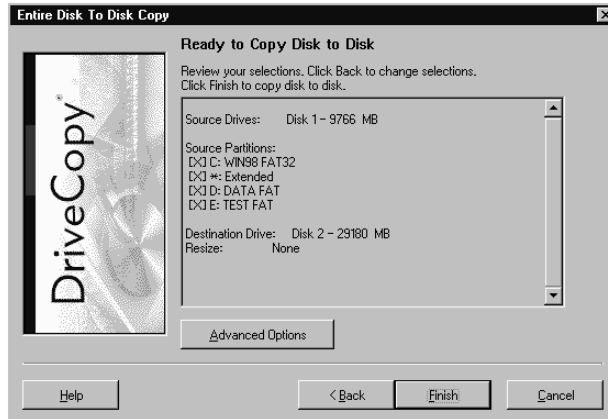 Entire Disk To Disk Copy
DriveCopy
Ready to Copy Disk to Disk
Review your selections. Click Back to change selections.
Click Finish to copy disk to disk.
Source Drives: Disk 1 - 9766 MB
Source Partitions:
[X] C: WIN98 FAT32
[X] *: Extended
[X] D: DATA FAT
[X] E: TEST FAT
Destination Drive: Disk 2 - 29180 MB
Resize: None
Advanced Options
Help
< Back
Finish
Cancel